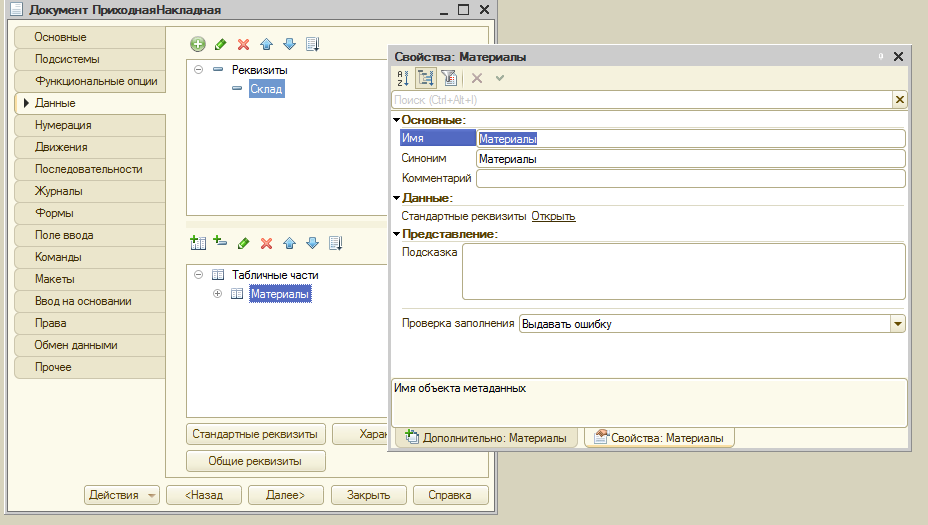 Документ ПриходнаяНакладная
Основные
Подсистемы
Функциональные опции
Данные
Нумерация
Движения
Последовательности
Журналы
Формы
Поле ввода
Команды
Макеты
Ввод на основании
Права
Обмен данными
Прочее
Реквизиты
Склад
Табличные части
Материалы
Стандартные реквизиты
Харак
Общие реквизиты
Действия
<Назад
Далее>
Закрыть
Справка
Свойства: Материалы
Поиск (Ctrl+Alt+I)
Основные:
Имя Материалы
Синоним Материалы
Комментарий
Данные:
Стандартные реквизиты Открыть
Представление:
Подсказка
Проверка заполнения Выдавать ошибку
Имя объекта метаданных
Дополнительно: Материалы
Свойства: Материалы